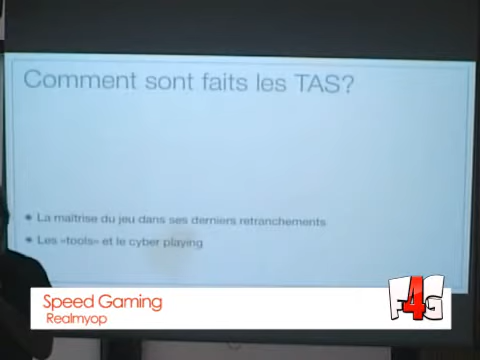 Comment sont faits les TAS?
La maîtrise du jeu dans ses derniers retranchements
Les «tools» et le cyber playing
Speed Gaming
Realmyop
F4G